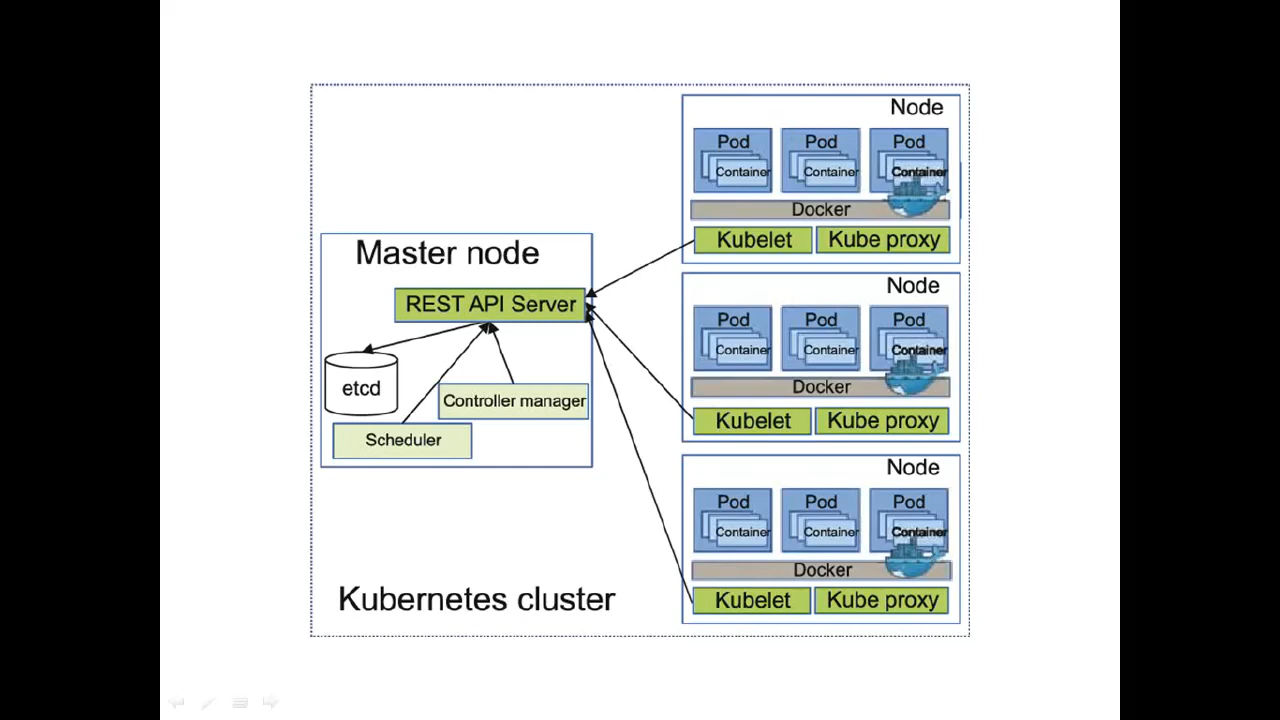 Master node
REST API Server
etcd
Controller manager
Scheduler
Kubernetes cluster
Node
Pod Pod Pod
Container Container Container
Docker
Kubelet Kube proxy
Node
Pod Pod Pod
Container Container Container
Docker
Kubelet Kube proxy
Node
Pod Pod Pod
Container Container Container
Docker
Kubelet Kube proxy